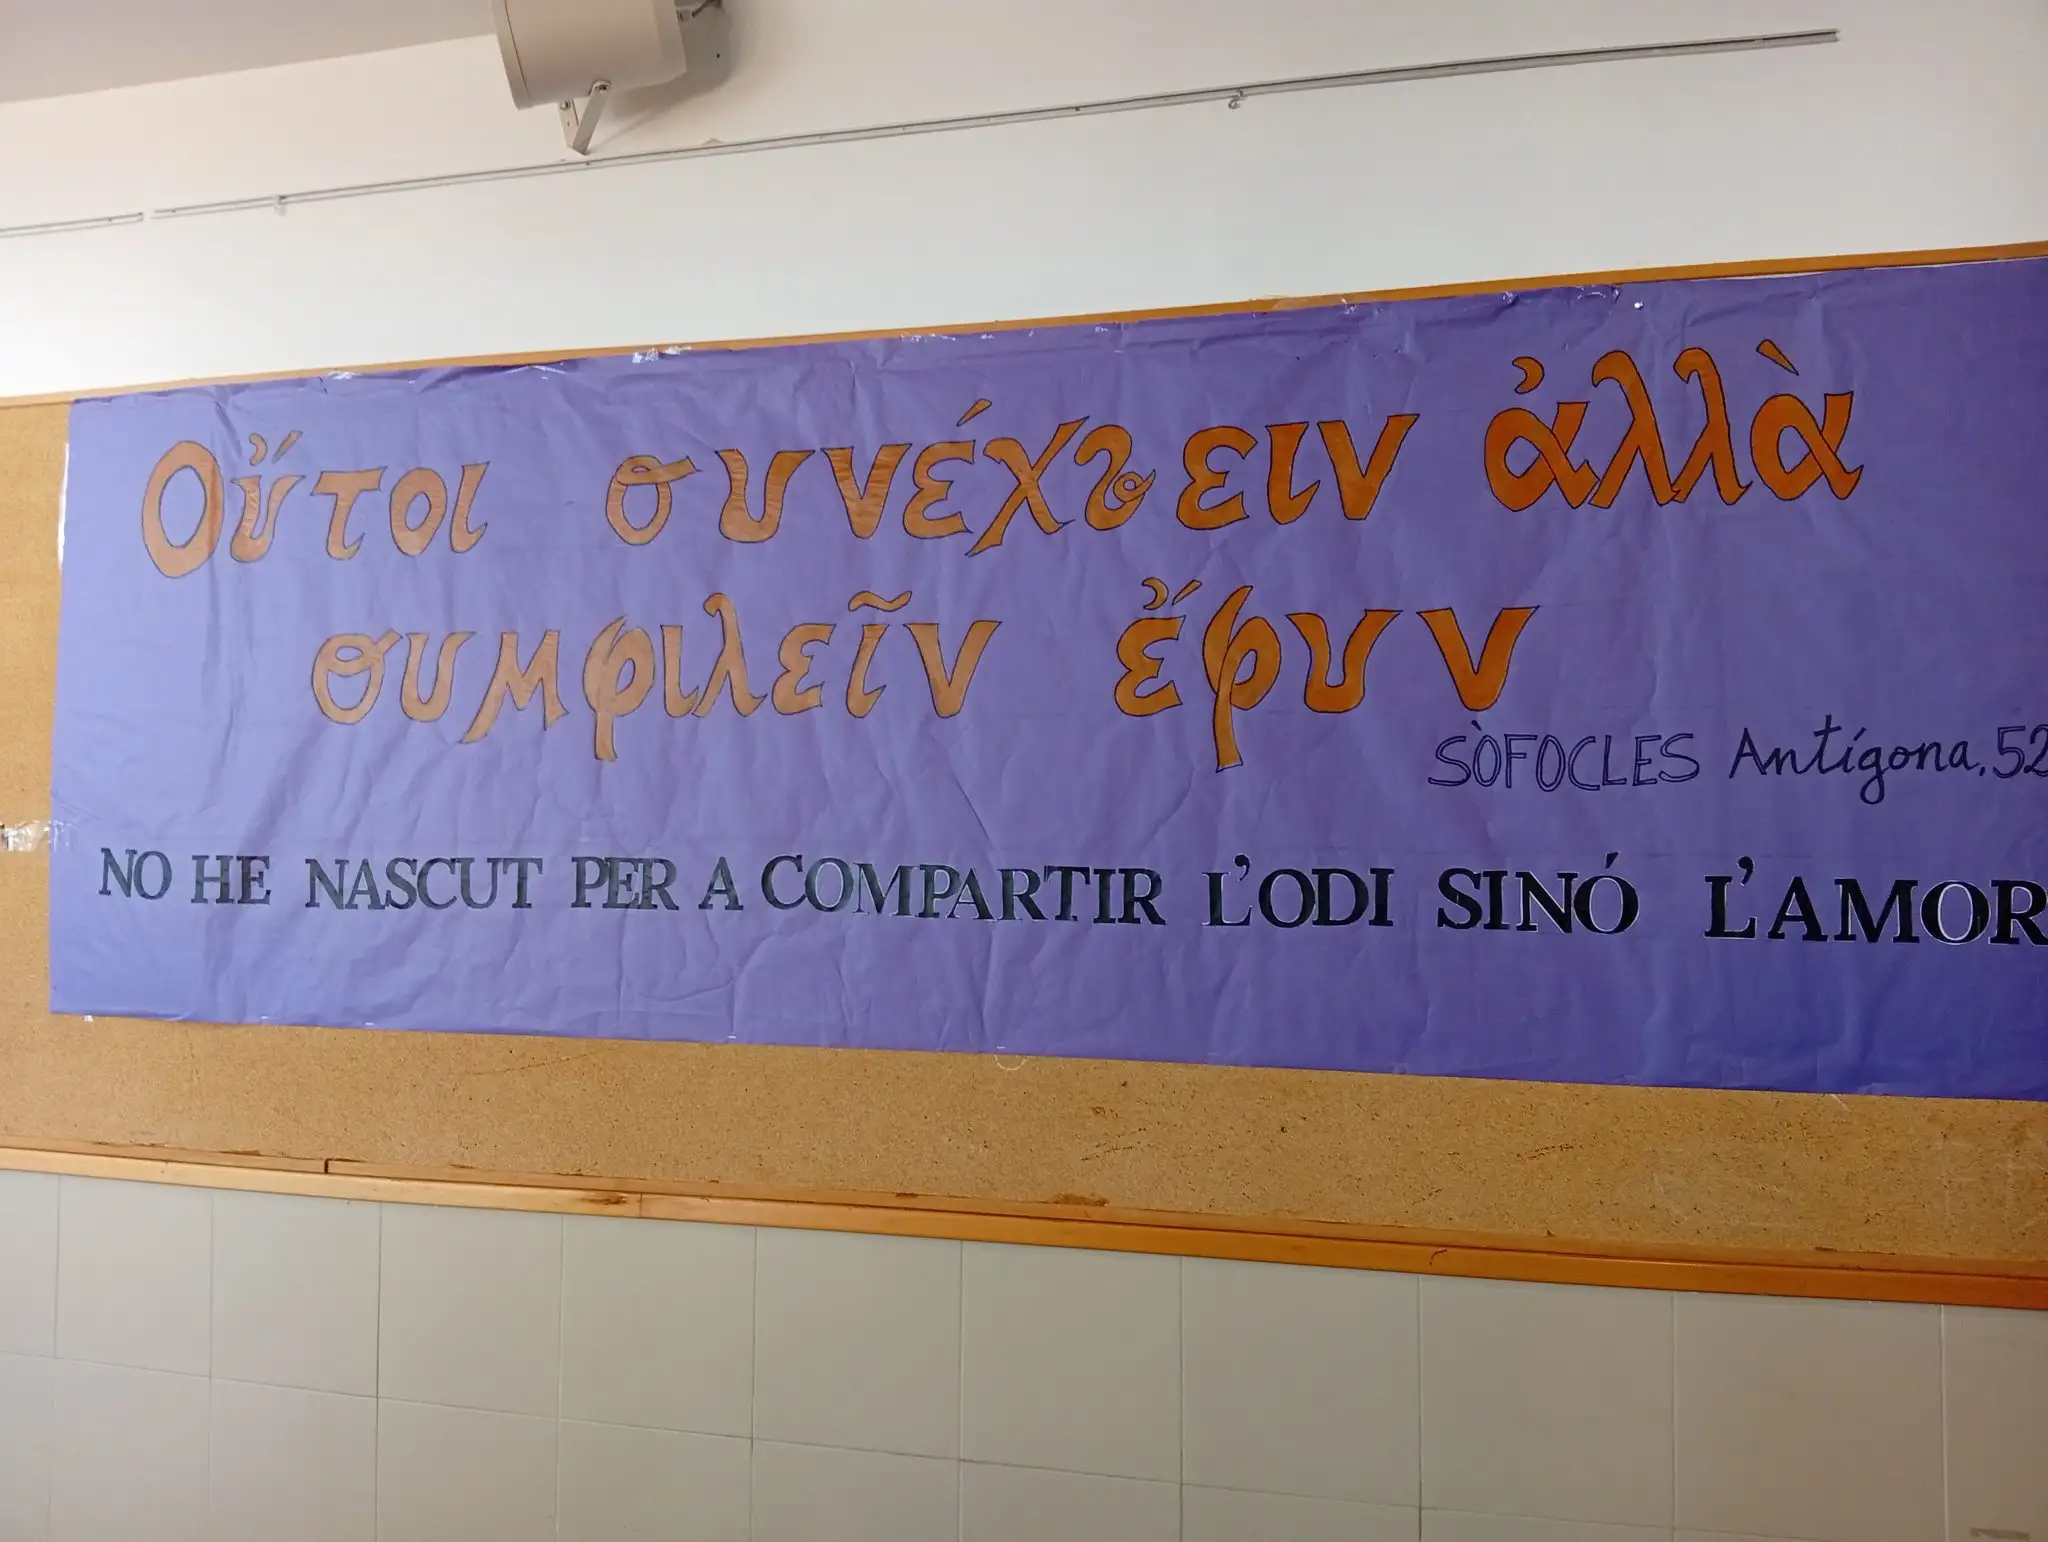 Οὔτοι συνέχϑειν ἀλλὰ
συμφιλεῖν ἔφυν
SÒFOCLES Antígona, 52
NO HE NASCUT PER A COMPARTIR L'ODI SINÓ L'AMOR